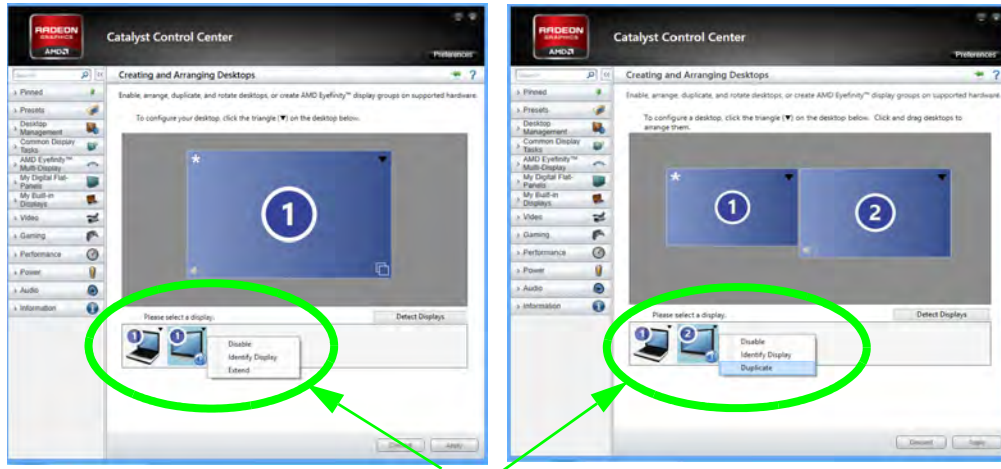 RADEON
GRAPHICS
AMD
Catalyst Control Center
Preferences
Search
Creating and Arranging Desktops
?
Pinned
Enable, arrange, duplicate, and rotate desktops, or create AMD Eyefinity™ display groups on supported hardware.
Presets
To configure your desktop, click the triangle (▼) on the desktop below.
Desktop
Management
Common Display
Tasks
AMD Eyefinity™
Multi-Display
My Digital Flat-
Panels
My Built-in
Displays
Video
Gaming
Performance
Power
Audio
Information
1
Please select a display.
Detect Displays
1
1
Disable
Identify Display
Extend
Discard
Apply
RADEON
GRAPHICS
AMD
Catalyst Control Center
Preferences
Search
Creating and Arranging Desktops
?
Pinned
Enable, arrange, duplicate, and rotate desktops, or create AMD Eyefinity™ display groups on supported hardware.
Presets
To configure a desktop, click the triangle (▼) on the desktop below. Click and drag desktops to
arrange them.
Desktop
Management
Common Display
Tasks
AMD Eyefinity™
Multi-Display
My Digital Flat-
Panels
My Built-in
Displays
Video
Gaming
Performance
Power
Audio
Information
1
2
Please select a display.
Detect Displays
1
2
Disable
Identify Display
Duplicate
Discard
Apply